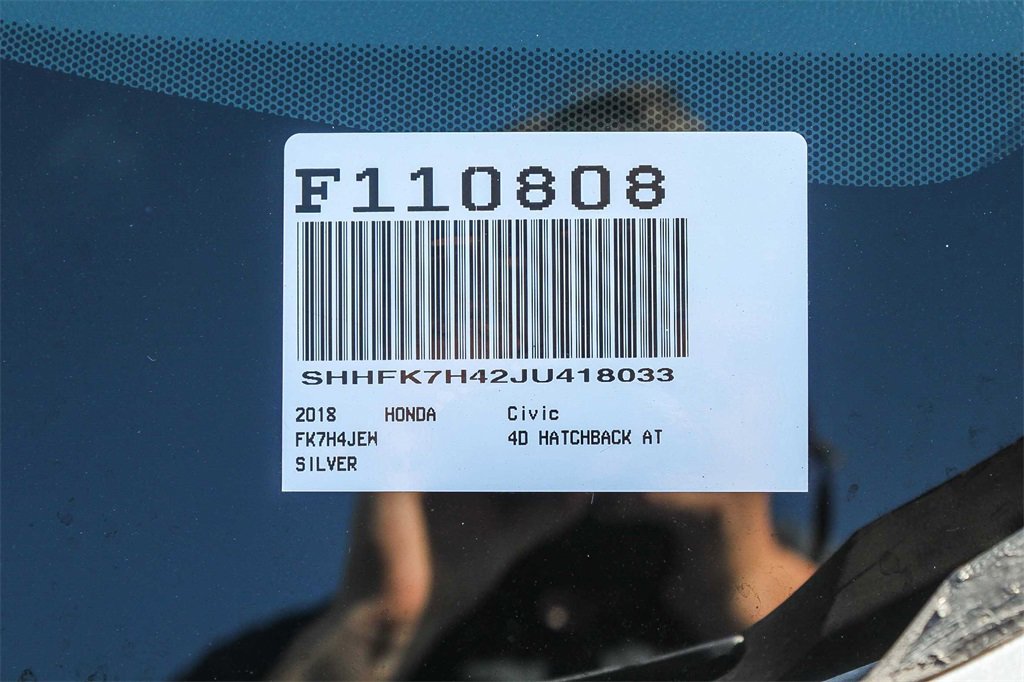 F110808
SHHFK7H42JU418033
2018 HONDA Civic
FK7H4JEW 4D HATCHBACK AT
SILVER